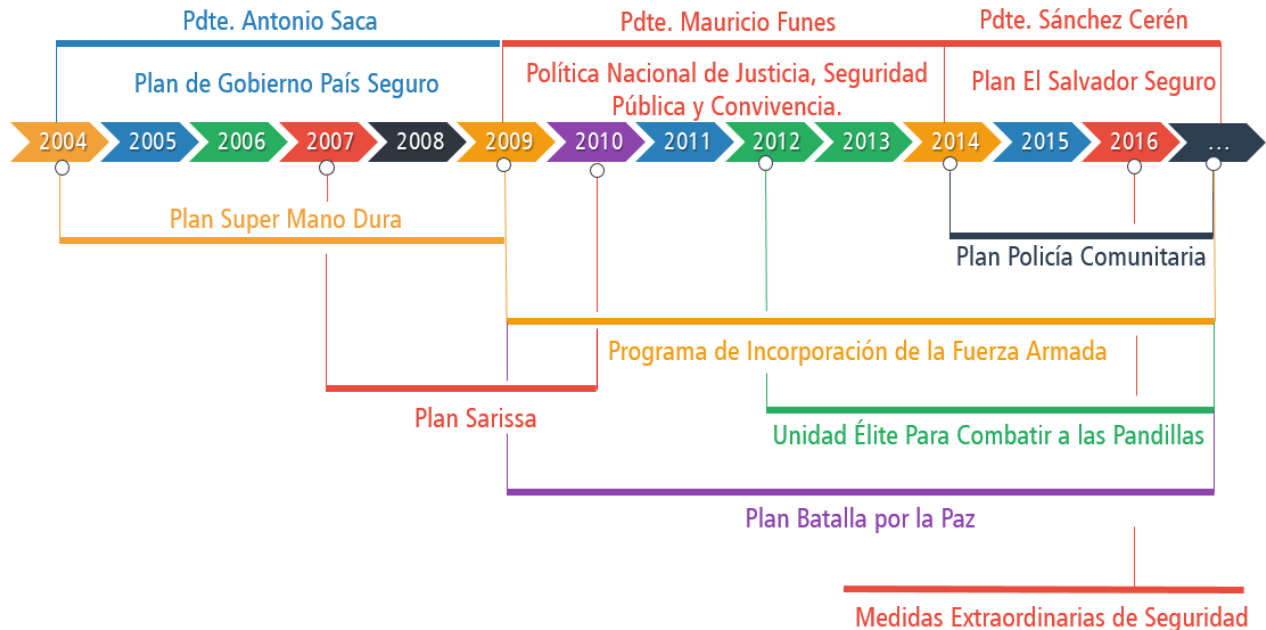 Pdte. Antonio Saca
Pdte. Mauricio Funes
Pdte. Sánchez Cerén
Plan de Gobierno País Seguro
Política Nacional de Justicia, Seguridad
Pública y Convivencia.
Plan El Salvador Seguro
2004 2005 2006 2007 2008 2009 2010 2011 2012 2013 2014 2015 2016 ...
Plan Super Mano Dura
Plan Policía Comunitaria
Programa de Incorporación de la Fuerza Armada
Plan Sarissa
Unidad Élite Para Combatir a las Pandillas
Plan Batalla por la Paz
Medidas Extraordinarias de Seguridad